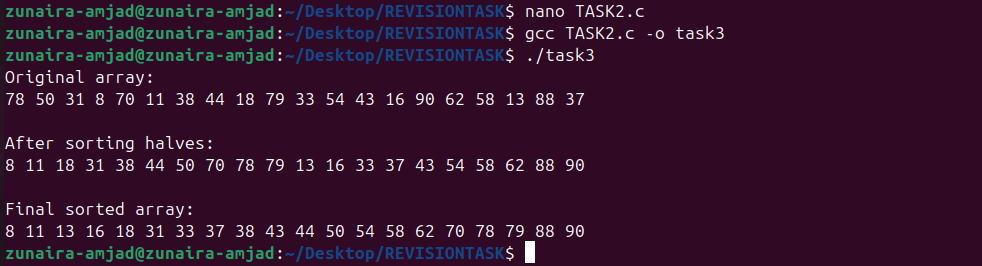 zunaira-amjad@zunaira-amjad:~/Desktop/REVISIONTASK$ nano TASK2.c
zunaira-amjad@zunaira-amjad:~/Desktop/REVISIONTASK$ gcc TASK2.c -o task3
zunaira-amjad@zunaira-amjad:~/Desktop/REVISIONTASK$ ./task3
Original array:
78 50 31 8 70 11 38 44 18 79 33 54 43 16 90 62 58 13 88 37
After sorting halves:
8 11 18 31 38 44 50 70 78 79 13 16 33 37 43 54 58 62 88 90
Final sorted array:
8 11 13 16 18 31 33 37 38 43 44 50 54 58 62 70 78 79 88 90
zunaira-amjad@zunaira-amjad:~/Desktop/REVISIONTASK$